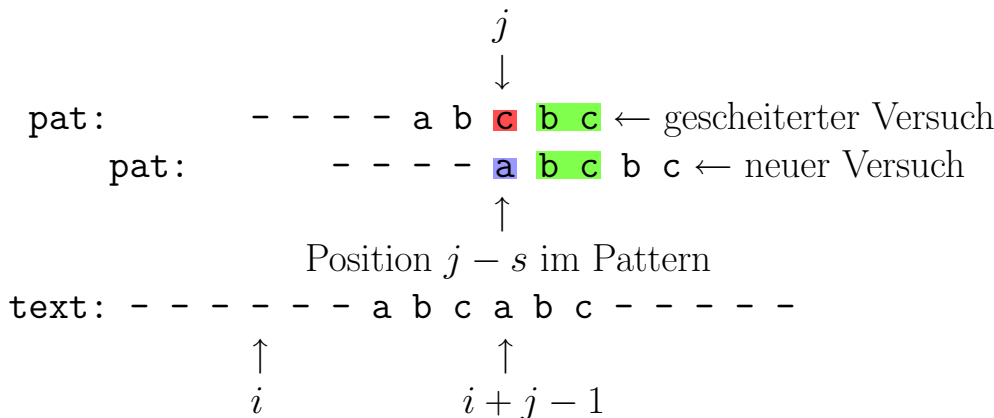 j
↓
pat: - - - - a b c b c ← gescheiterter Versuch
pat: - - - - a b c b c ← neuer Versuch
↑
Position j − s im Pattern
text: - - - - - - - a b c a b c - - - - -
↑ ↑
i i + j − 1